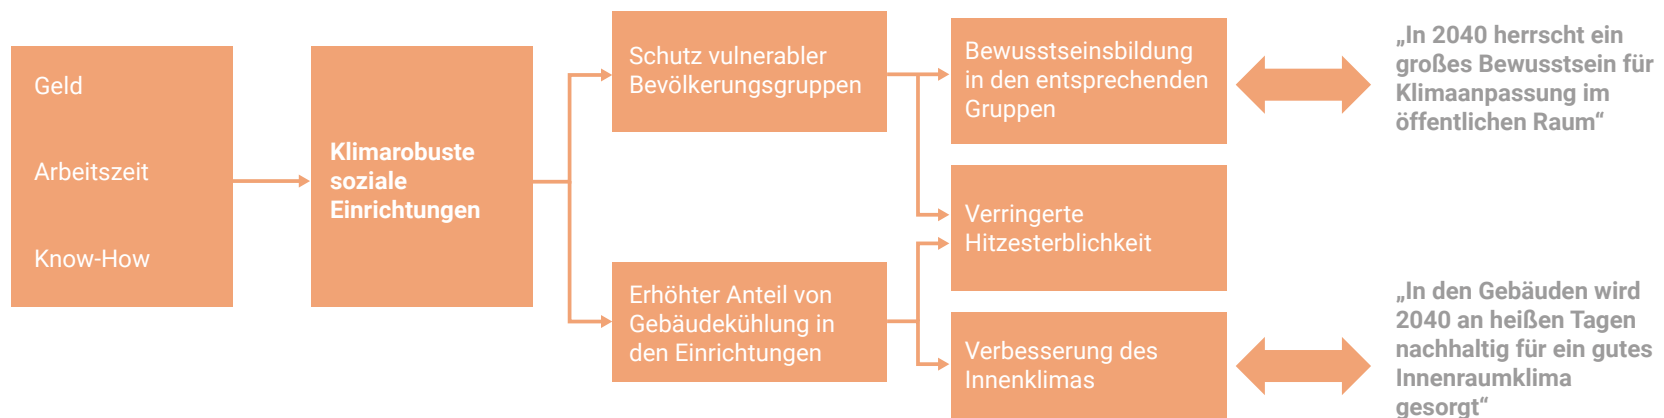 Geld
Arbeitszeit
Know-How
Klimarobuste
soziale
Einrichtungen
Schutz vulnerabler
Bevölkerungsgruppen
Erhöhter Anteil von
Gebäudekühlung in
den Einrichtungen
Bewusstseinsbildung
in den entsprechenden
Gruppen
Verringerte
Hitzesterblichkeit
Verbesserung des
Innenklimas
„In 2040 herrscht ein
großes Bewusstsein für
Klimaanpassung im
öffentlichen Raum“
„In den Gebäuden wird
2040 an heißen Tagen
nachhaltig für ein gutes
Innenraumklima
gesorgt“